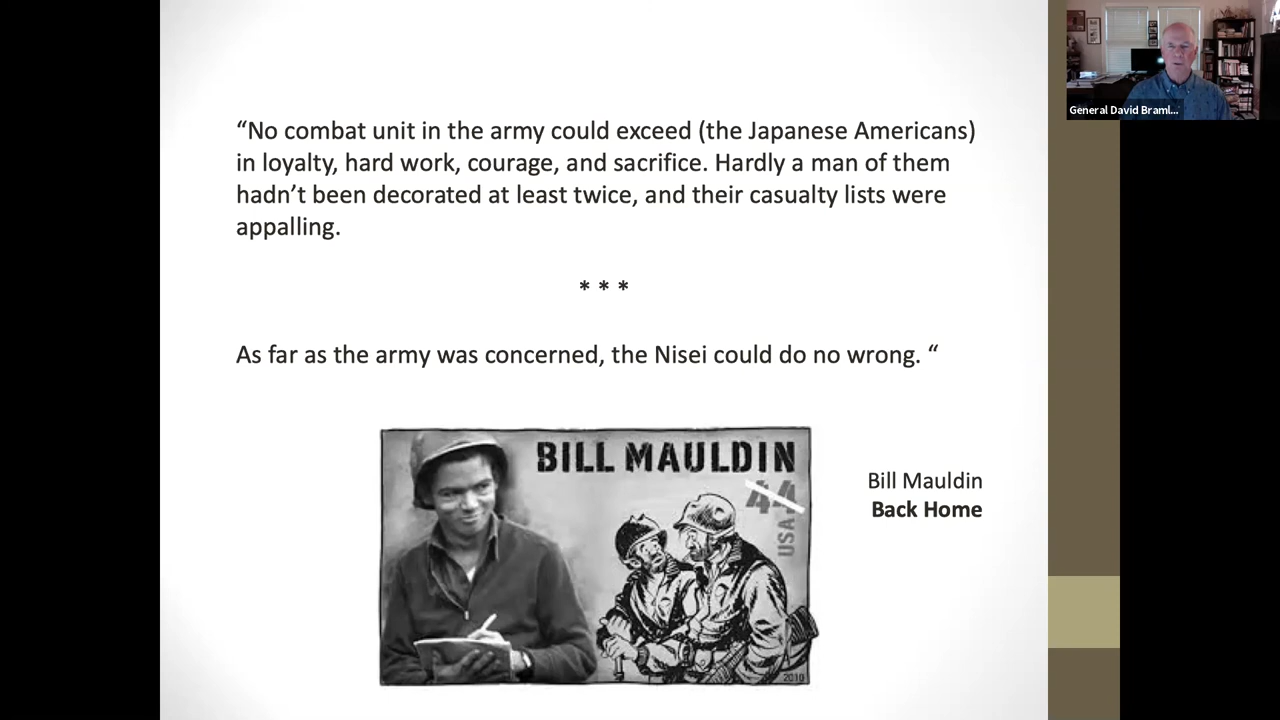 “No combat unit in the army could exceed (the Japanese Americans)
in loyalty, hard work, courage, and sacrifice. Hardly a man of them
hadn’t been decorated at least twice, and their casualty lists were
appalling.
* * *
As far as the army was concerned, the Nisei could do no wrong. “
BILL MAULDIN
44
USA
2010
Bill Mauldin
Back Home
General David Braml...